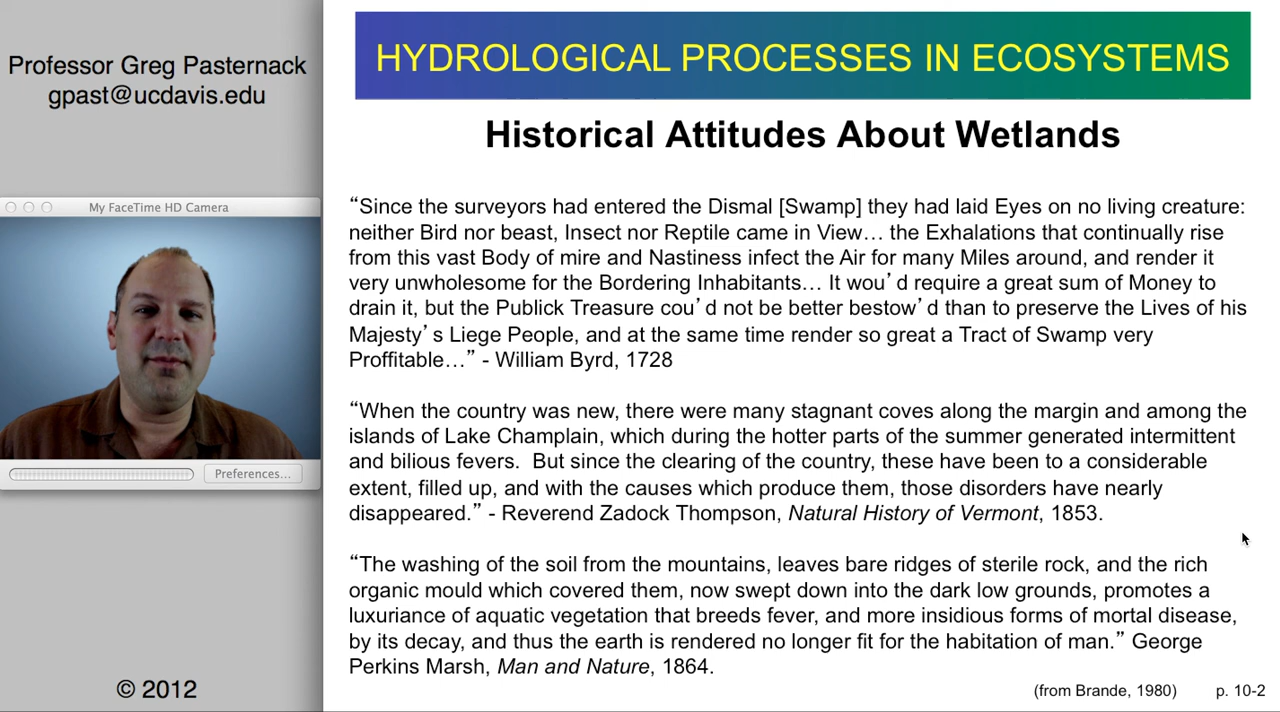 Professor Greg Pasternack
gpast@ucdavis.edu
My FaceTime HD Camera
Preferences...
© 2012
HYDROLOGICAL PROCESSES IN ECOSYSTEMS
Historical Attitudes About Wetlands
“Since the surveyors had entered the Dismal [Swamp] they had laid Eyes on no living creature:
neither Bird nor beast, Insect nor Reptile came in View… the Exhalations that continually rise
from this vast Body of mire and Nastiness infect the Air for many Miles around, and render it
very unwholesome for the Bordering Inhabitants… It wou’d require a great sum of Money to
drain it, but the Publick Treasure cou’d not be better bestow’d than to preserve the Lives of his
Majesty’s Liege People, and at the same time render so great a Tract of Swamp very
Proffitable…” - William Byrd, 1728
“When the country was new, there were many stagnant coves along the margin and among the
islands of Lake Champlain, which during the hotter parts of the summer generated intermittent
and bilious fevers.  But since the clearing of the country, these have been to a considerable
extent, filled up, and with the causes which produce them, those disorders have nearly
disappeared.” - Reverend Zadock Thompson, Natural History of Vermont, 1853.
“The washing of the soil from the mountains, leaves bare ridges of sterile rock, and the rich
organic mould which covered them, now swept down into the dark low grounds, promotes a
luxuriance of aquatic vegetation that breeds fever, and more insidious forms of mortal disease,
by its decay, and thus the earth is rendered no longer fit for the habitation of man.” George
Perkins Marsh, Man and Nature, 1864.
(from Brande, 1980) p. 10-2